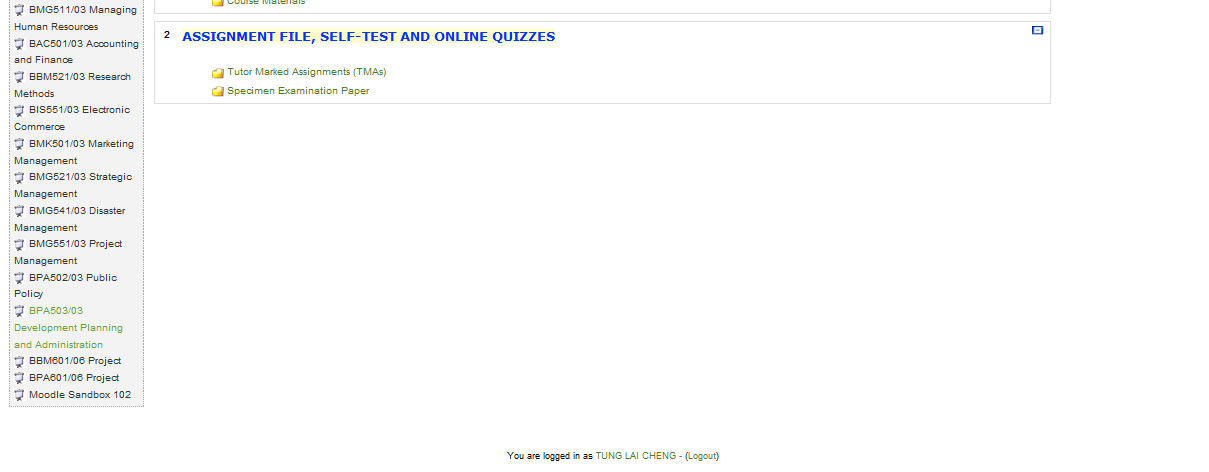 BMG511/03 Managing
Human Resources
BAC501/03 Accounting
and Finance
BBM521/03 Research
Methods
BIS551/03 Electronic
Commerce
BMK501/03 Marketing
Management
BMG521/03 Strategic
Management
BMG541/03 Disaster
Management
BMG551/03 Project
Management
BPA502/03 Public
Policy
BPA503/03
Development Planning
and Administration
BBM601/06 Project
BPA601/06 Project
Moodle Sandbox 102
Course Materials
2 ASSIGNMENT FILE, SELF-TEST AND ONLINE QUIZZES
Tutor Marked Assignments (TMAs)
Specimen Examination Paper
You are logged in as TUNG LAI CHENG - (Logout)